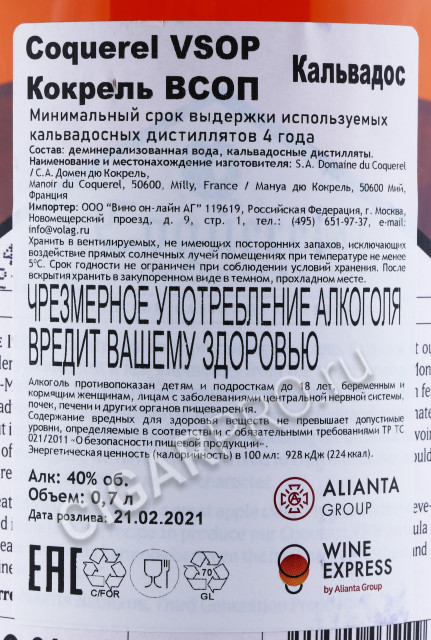 Coquerel VSOP
Кокрель ВСОП
Кальвадос
Минимальный срок выдержки используемых
кальвадосных дистиллятов 4 года
Состав: деминерализованная вода, кальвадосные дистилляты.
Наименование и местонахождение изготовителя: S.A. Domaine du Coquerel
/ С.А. Домен дю Кокрель,
Manoir du Coquerel, 50600, Milly, France / Мануа дю Кокрель, 50600 Мий,
Франция
Импортер: ООО "Вино он-лайн АГ" 119619, Российская Федерация, г. Москва,
Новомещерский проезд, д. 9, стр. 1, тел.: (495) 651-97-37, e-mail:
info@volag.ru
Хранить в вентилируемых, не имеющих посторонних запахов, исключающих
воздействие прямых солнечных лучей помещениях при температуре не менее
5°C. Срок годности не ограничен при соблюдении условий хранения. После
вскрытия хранить в закупоренном виде в темном, прохладном месте.
ЧРЕЗМЕРНОЕ УПОТРЕБЛЕНИЕ АЛКОГОЛЯ
ВРЕДИТ ВАШЕМУ ЗДОРОВЬЮ
Алкоголь противопоказан детям и подросткам до 18 лет, беременным и
кормящим женщинам, лицам с заболеваниями центральной нервной системы,
почек, печени и других органов пищеварения.
Содержание вредных для здоровья веществ не превышает допустимые
уровни, определяемые в соответствии с обязательными требованиями ТР ТС
021/2011 «О безопасности пищевой продукции».
Энергетическая ценность (калорийность) в 100 мл: 928 кДж (224 ккал).
Алк: 40% об.
Объем: 0,7 л
Дата розлива: 21.02.2021
ALIANTA
GROUP
EAC
C/FOR
70
GL
WINE
EXPRESS
by Alianta Group
CIGARPRO.ru